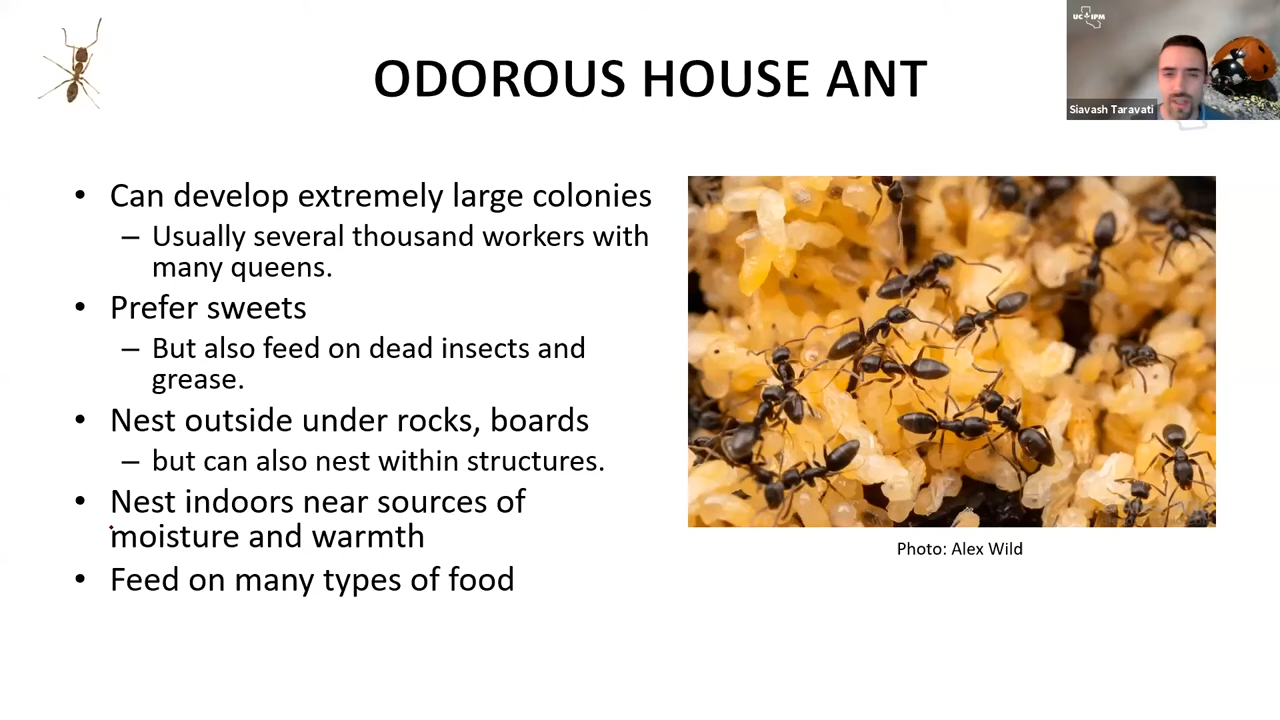 UC IPM
ODOROUS HOUSE ANT
Siavash Taravati
• Can develop extremely large colonies
– Usually several thousand workers with
many queens.
• Prefer sweets
– But also feed on dead insects and
grease.
• Nest outside under rocks, boards
– but can also nest within structures.
• Nest indoors near sources of
moisture and warmth
• Feed on many types of food
Photo: Alex Wild